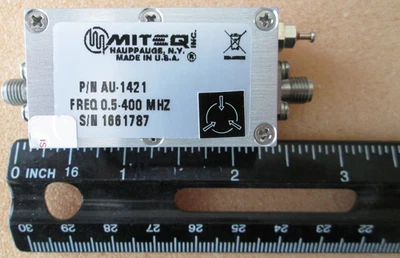 MITEQ INC.
HAUPPAUGE, N.Y.
MADE IN U.S.A.
P/N AU-1421
FREQ 0.5-400 MHZ
S/N 1661787
0 INCH 16 1 2 3
30 29 28 27 26 25 24 23 22